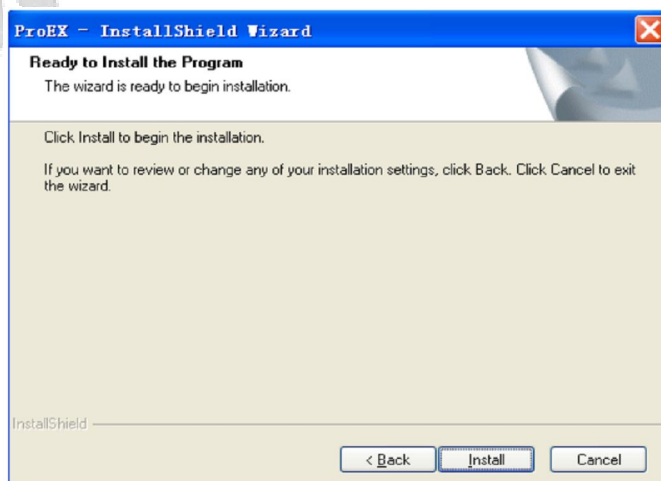 ProEX - InstallShield Wizard
Ready to Install the Program
The wizard is ready to begin installation.
Click Install to begin the installation.
If you want to review or change any of your installation settings, click Back. Click Cancel to exit
the wizard.
InstallShield
< Back Install Cancel